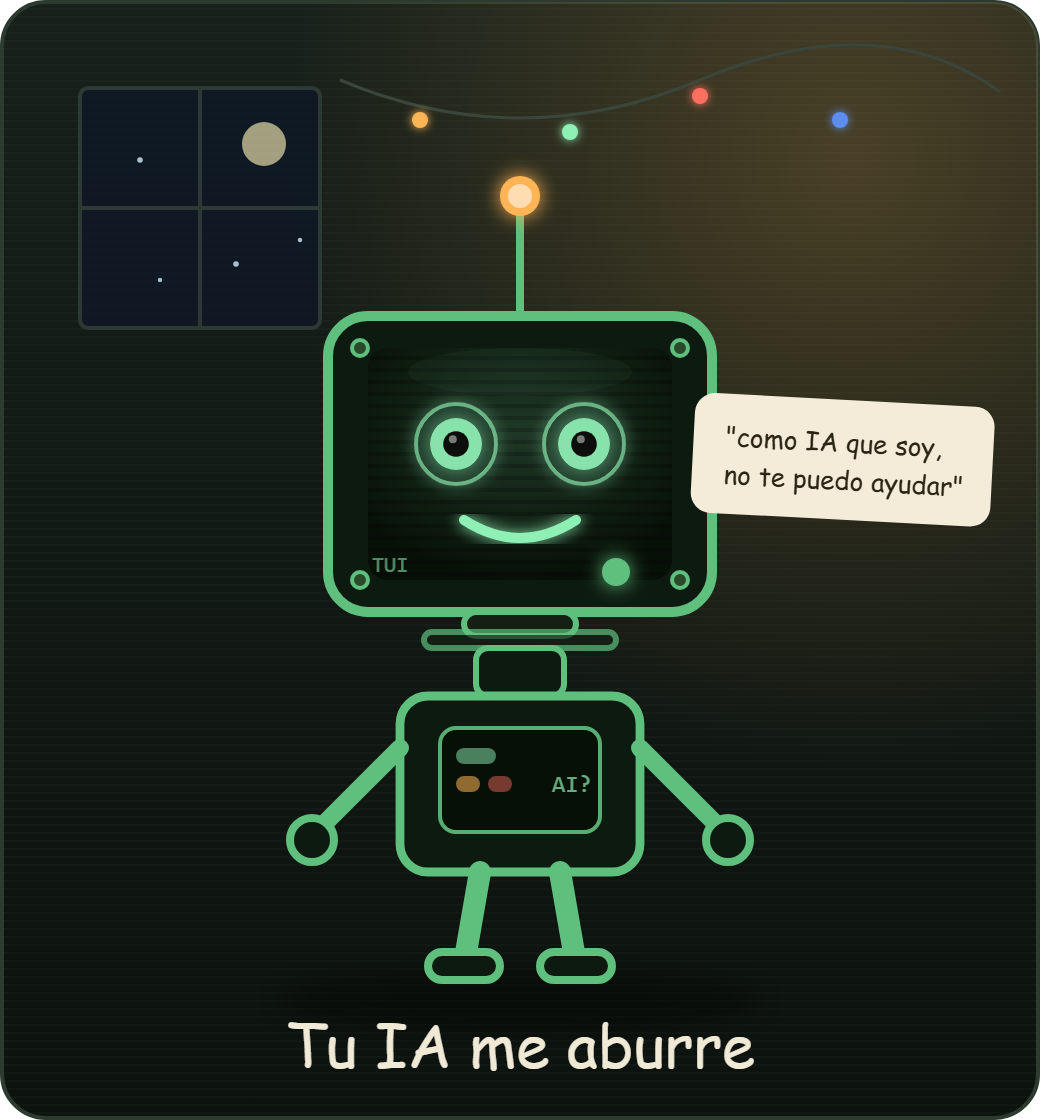 "como IA que soy,
no te puedo ayudar"
TUI
AI?
Tu IA me aburre